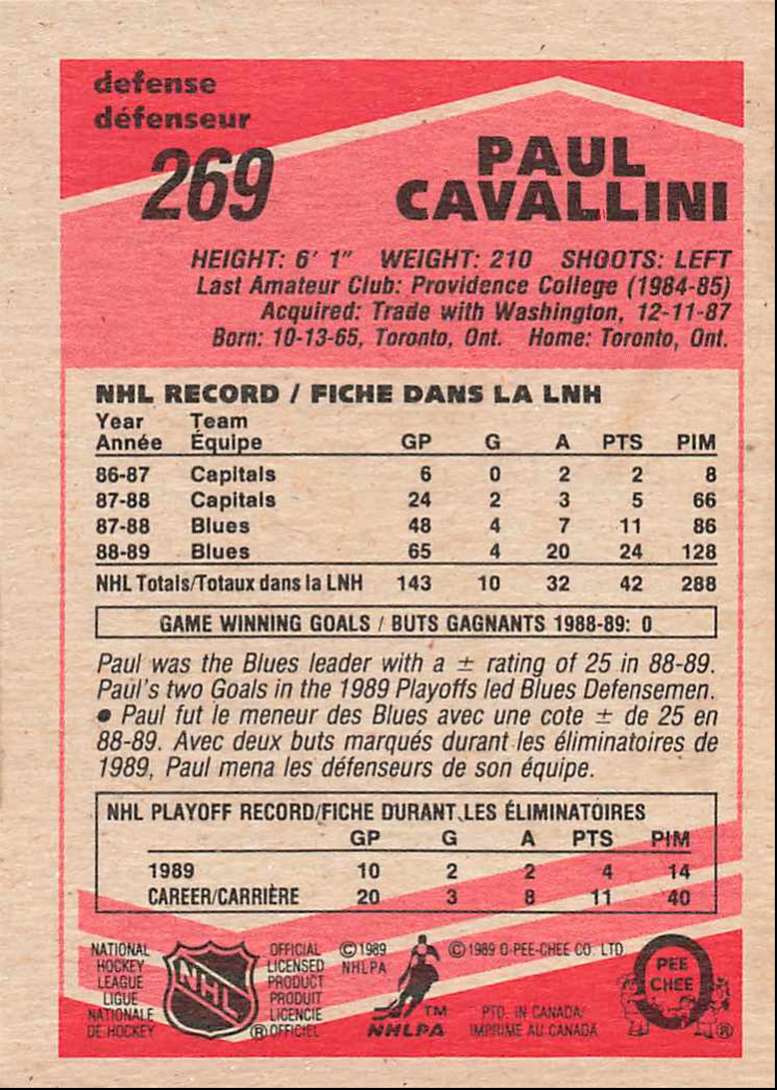 defense
défenseur
269
PAUL
CAVALLINI
HEIGHT: 6' 1" WEIGHT: 210 SHOOTS: LEFT
Last Amateur Club: Providence College (1984-85)
Acquired: Trade with Washington, 12-11-87
Born: 10-13-65, Toronto, Ont. Home: Toronto, Ont.
NHL RECORD / FICHE DANS LA LNH
Year Team
Année Équipe GP G A PTS PIM
86-87 Capitals 6 0 2 2 8
87-88 Capitals 24 2 3 5 66
87-88 Blues 48 4 7 11 86
88-89 Blues 65 4 20 24 128
NHL Totals/Totaux dans la LNH 143 10 32 42 288
GAME WINNING GOALS / BUTS GAGNANTS 1988-89: 0
Paul was the Blues leader with a ± rating of 25 in 88-89.
Paul's two Goals in the 1989 Playoffs led Blues Defensemen.
● Paul fut le meneur des Blues avec une cote ± de 25 en
88-89. Avec deux buts marqués durant les éliminatoires de
1989, Paul mena les défenseurs de son équipe.
NHL PLAYOFF RECORD/FICHE DURANT LES ÉLIMINATOIRES
GP G A PTS PIM
1989 10 2 2 4 14
CAREER/CARRIÈRE 20 3 8 11 40
NATIONAL
HOCKEY
LEAGUE
LIGUE
NATIONALE
DE HOCKEY
NHL
OFFICIAL
LICENSED
PRODUCT
PRODUIT
LICENCIE
® OFFICIEL
© 1989
NHLPA
TM
NHLPA
© 1989 O-PEE-CHEE CO. LTD
PTD. IN CANADA/
IMPRIME AU CANADA
PEE
CHEE
®